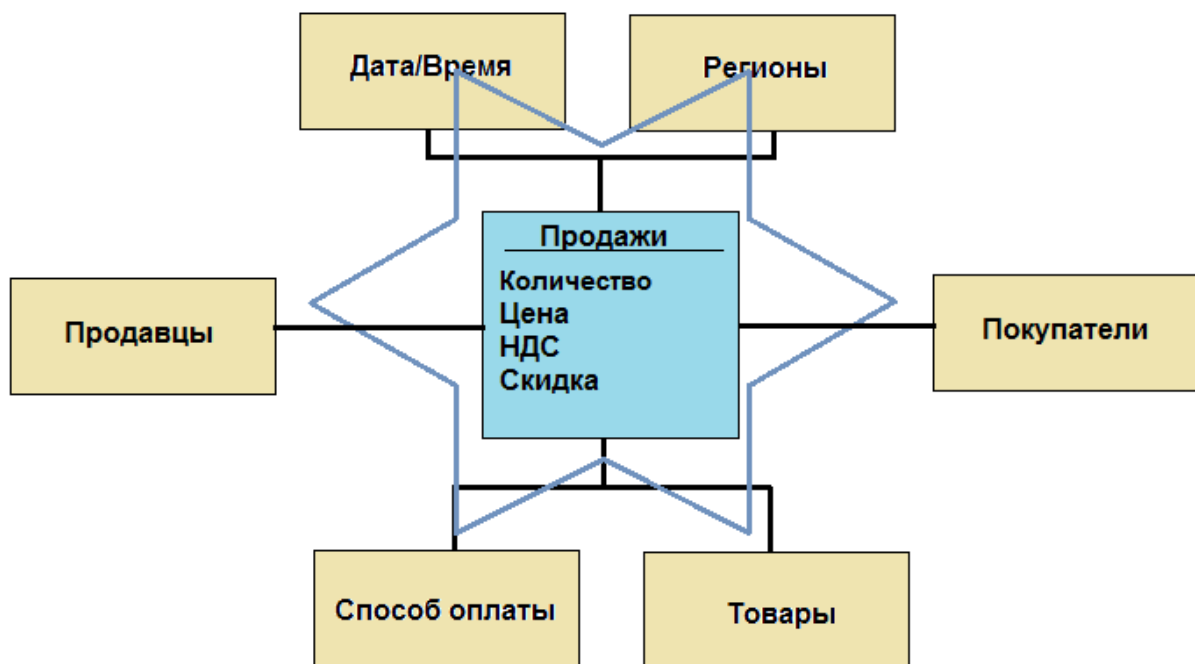 Дата/Время
Регионы
Продажи
Количество
Цена
НДС
Скидка
Продавцы
Покупатели
Способ оплаты
Товары